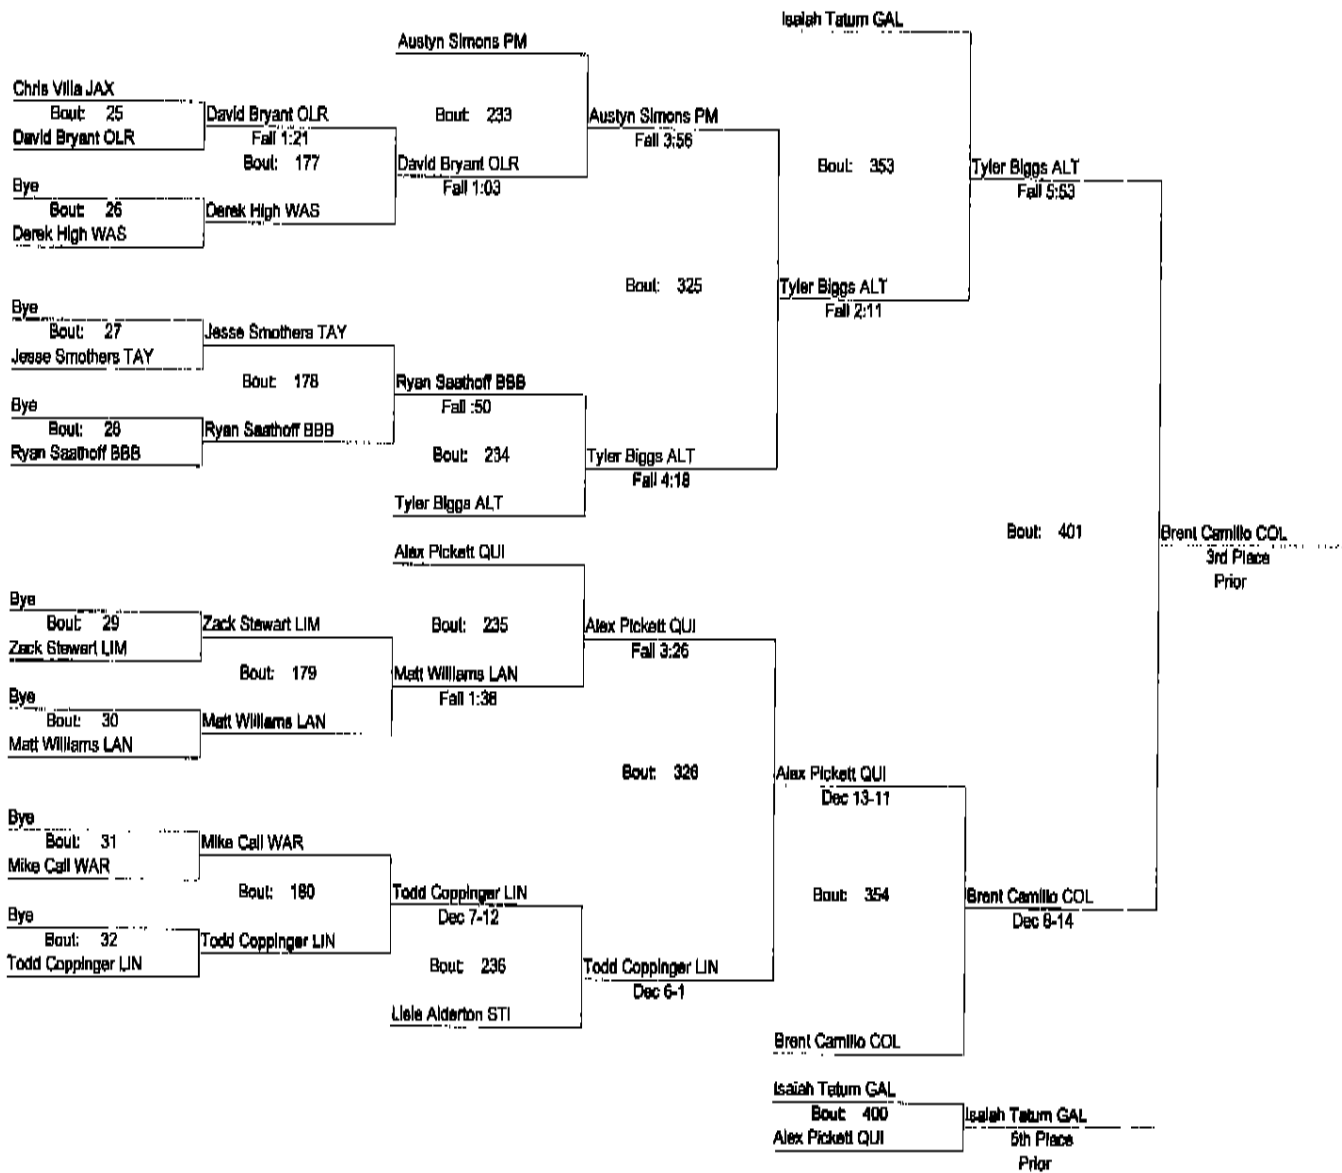 Isaiah Tatum GAL
Austyn Simons PM
Chris Villa JAX
Bout: 25
David Bryant OLR
David Bryant OLR
Fall 1:21
Bout: 177
Bout: 233
Austyn Simons PM
Fall 3:56
David Bryant OLR
Fall 1:03
Bout: 353
Tyler Biggs ALT
Fall 5:53
Bye
Bout: 26
Derek High WAS
Derek High WAS
Bout: 325
Tyler Biggs ALT
Fall 2:11
Bye
Bout: 27
Jesse Smothers TAY
Jesse Smothers TAY
Bout: 178
Ryan Saathoff BBB
Fall :50
Bye
Bout: 28
Ryan Saathoff BBB
Ryan Saathoff BBB
Bout: 234
Tyler Biggs ALT
Fall 4:18
Tyler Biggs ALT
Bout: 401
Brent Camillo COL
3rd Place
Prior
Alex Pickett QUI
Bye
Bout: 29
Zack Stewart LIM
Zack Stewart LIM
Bout: 235
Alex Pickett QUI
Fall 3:26
Bout: 179
Matt Williams LAN
Fall 1:38
Bye
Bout: 30
Matt Williams LAN
Matt Williams LAN
Bout: 326
Alex Pickett QUI
Dec 13-11
Bye
Bout: 31
Mike Call WAR
Mike Call WAR
Bout: 180
Todd Coppinger LIN
Dec 7-12
Bout: 354
Brent Camillo COL
Dec 8-14
Bye
Bout: 32
Todd Coppinger LIN
Todd Coppinger LIN
Bout: 236
Todd Coppinger LIN
Dec 6-1
Lisle Alderton STI
Brent Camillo COL
Isaiah Tatum GAL
Bout: 400
Alex Pickett QUI
Isaiah Tatum GAL
5th Place
Prior